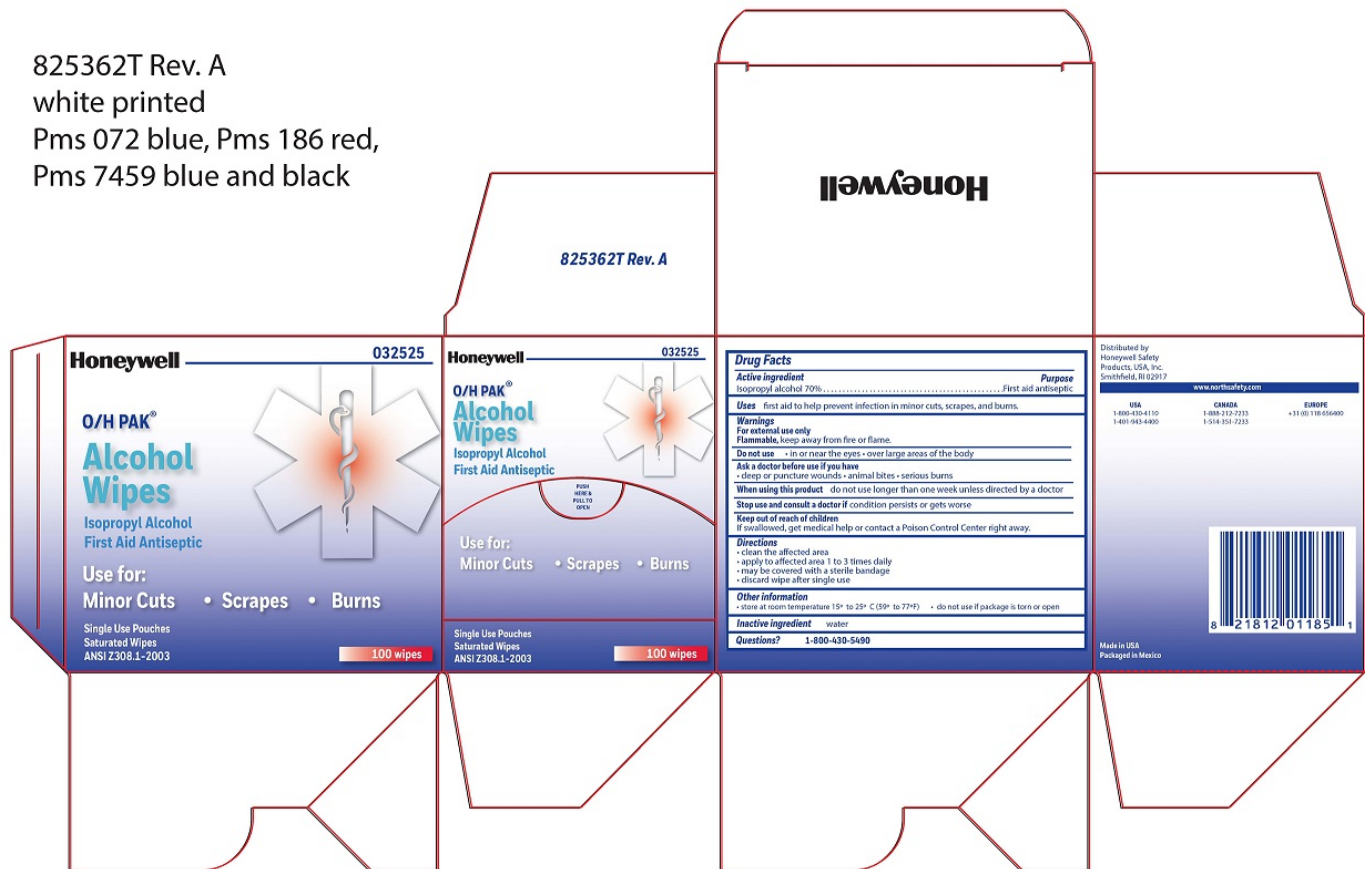 825362T Rev. A
white printed
Pms 072 blue, Pms 186 red,
Pms 7459 blue and black
Honeywell
825362T Rev. A
Honeywell 032525
O/H PAK®
Alcohol
Wipes
Isopropyl Alcohol
First Aid Antiseptic
Use for:
Minor Cuts • Scrapes • Burns
Single Use Pouches
Saturated Wipes
ANSI Z308.1-2003
100 wipes
Honeywell 032525
O/H PAK®
Alcohol
Wipes
Isopropyl Alcohol
First Aid Antiseptic
PUSH
HERE &
PULL TO
OPEN
Use for:
Minor Cuts • Scrapes • Burns
Single Use Pouches
Saturated Wipes
ANSI Z308.1-2003
100 wipes
Drug Facts
Active ingredient Purpose
Isopropyl alcohol 70%..........................................First aid antiseptic
Uses first aid to help prevent infection in minor cuts, scrapes, and burns.
Warnings
For external use only
Flammable, keep away from fire or flame.
Do not use • in or near the eyes • over large areas of the body
Ask a doctor before use if you have
• deep or puncture wounds • animal bites • serious burns
When using this product do not use longer than one week unless directed by a doctor
Stop use and consult a doctor if condition persists or gets worse
Keep out of reach of children
If swallowed, get medical help or contact a Poison Control Center right away.
Directions
• clean the affected area
• apply to affected area 1 to 3 times daily
• may be covered with a sterile bandage
• discard wipe after single use
Other information
• store at room temperature 15° to 25° C (59° to 77°F) • do not use if package is torn or open
Inactive ingredient water
Questions? 1-800-430-5490
Distributed by
Honeywell Safety
Products, USA, Inc.
Smithfield, RI 02917
www.northsafety.com
USA CANADA EUROPE
1-800-430-4110 1-888-212-7233 +31 (0) 118 656400
1-401-943-4400 1-514-351-7233
8 21812 01185 1
Made in USA
Packaged in Mexico